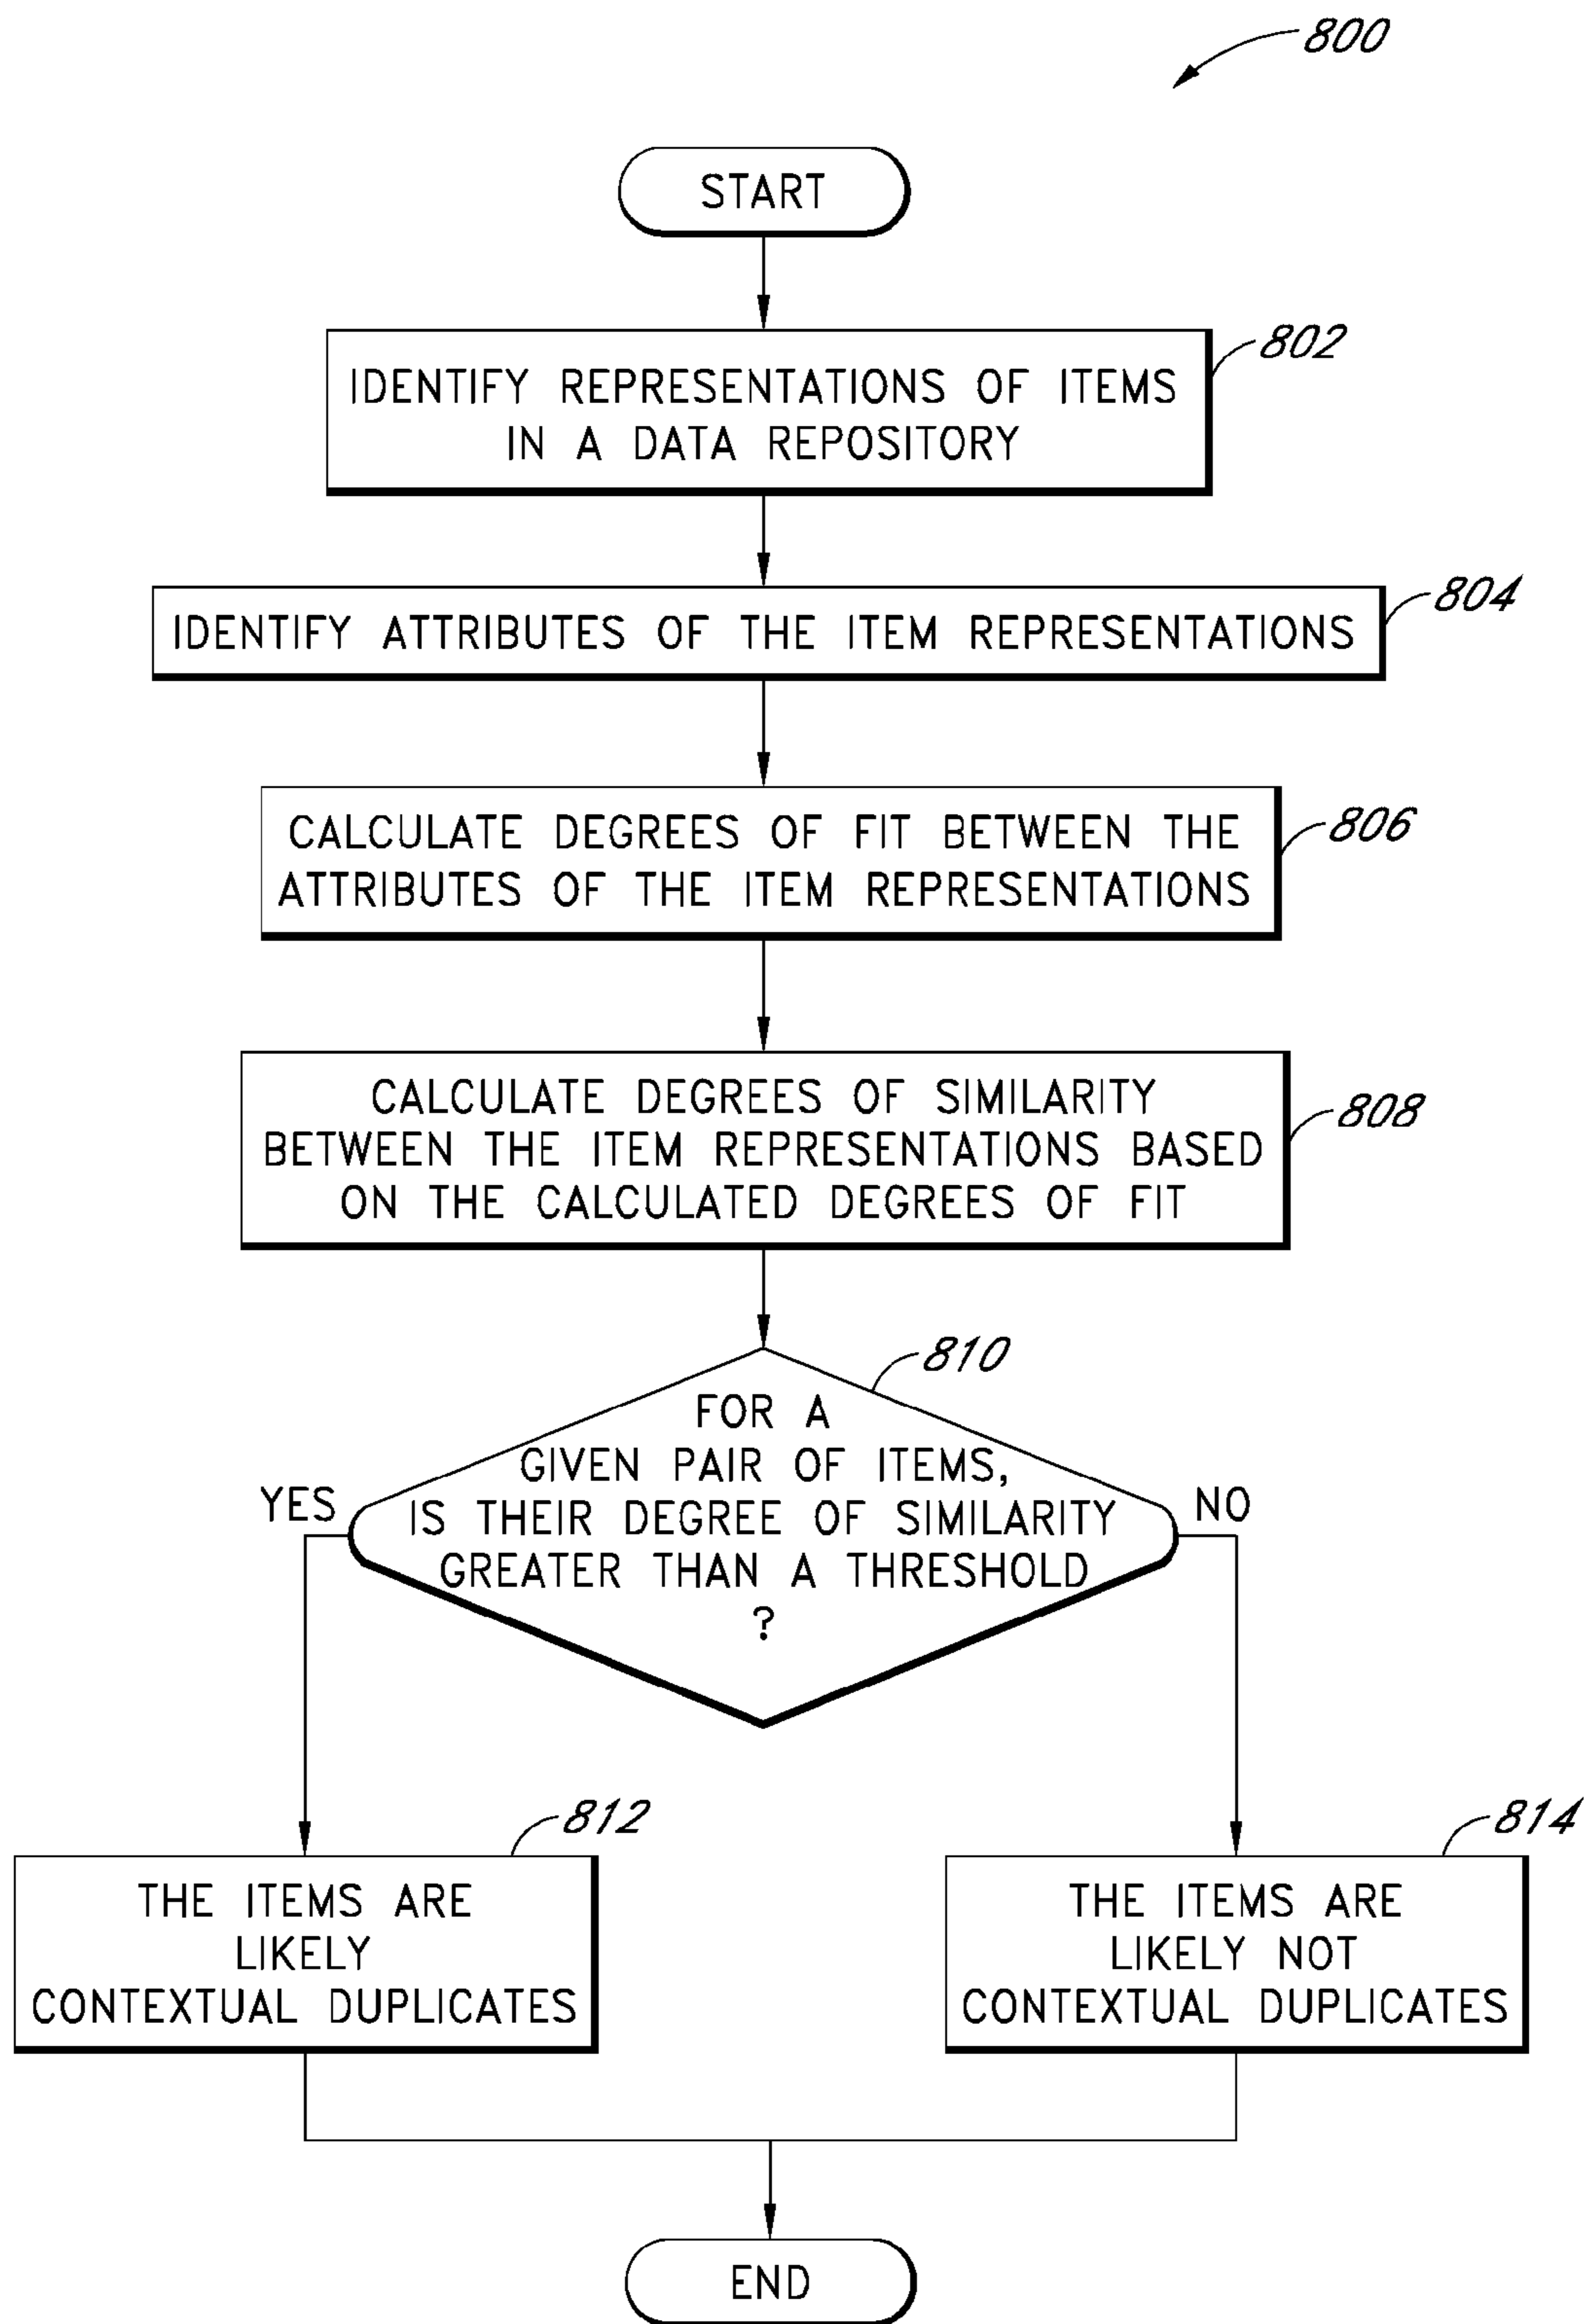 800
START
802
IDENTIFY REPRESENTATIONS OF ITEMS
IN A DATA REPOSITORY
804
IDENTIFY ATTRIBUTES OF THE ITEM REPRESENTATIONS
806
CALCULATE DEGREES OF FIT BETWEEN THE
ATTRIBUTES OF THE ITEM REPRESENTATIONS
808
CALCULATE DEGREES OF SIMILARITY
BETWEEN THE ITEM REPRESENTATIONS BASED
ON THE CALCULATED DEGREES OF FIT
810
FOR A
GIVEN PAIR OF ITEMS,
IS THEIR DEGREE OF SIMILARITY
GREATER THAN A THRESHOLD
?
YES
NO
812
THE ITEMS ARE
LIKELY
CONTEXTUAL DUPLICATES
814
THE ITEMS ARE
LIKELY NOT
CONTEXTUAL DUPLICATES
END